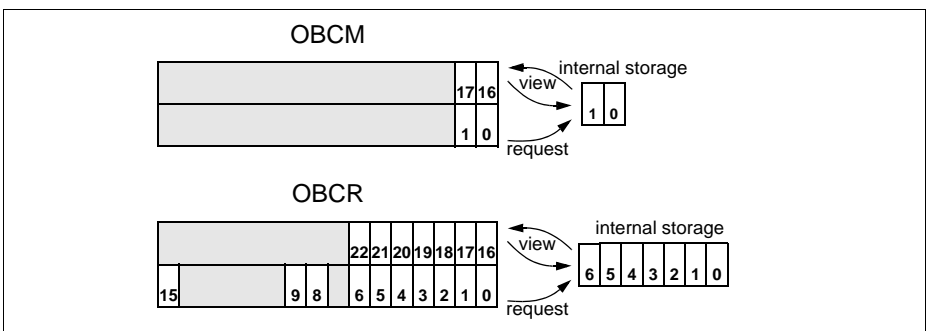 OBCM
internal storage
view
17 16
1 0
1 0
request
OBCR
internal storage
view
22 21 20 19 18 17 16
6 5 4 3 2 1 0
15 9 8 6 5 4 3 2 1 0
request